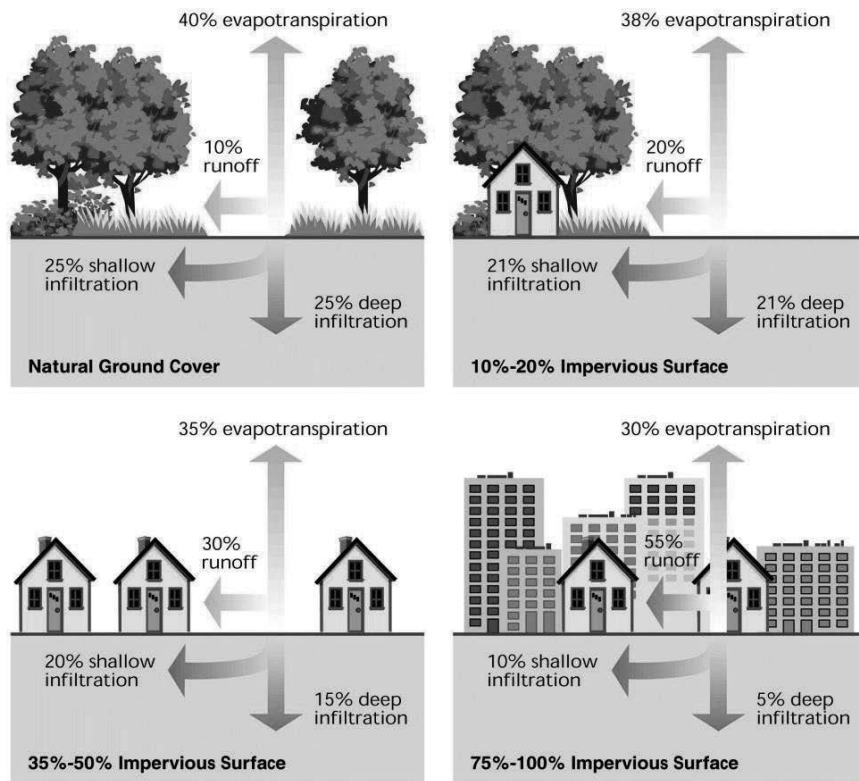 40% evapotranspiration
10%
runoff
25% shallow
infiltration
25% deep
infiltration
Natural Ground Cover
38% evapotranspiration
20%
runoff
21% shallow
infiltration
21% deep
infiltration
10%-20% Impervious Surface
35% evapotranspiration
30%
runoff
20% shallow
infiltration
15% deep
infiltration
35%-50% Impervious Surface
30% evapotranspiration
55%
runoff
10% shallow
infiltration
5% deep
infiltration
75%-100% Impervious Surface